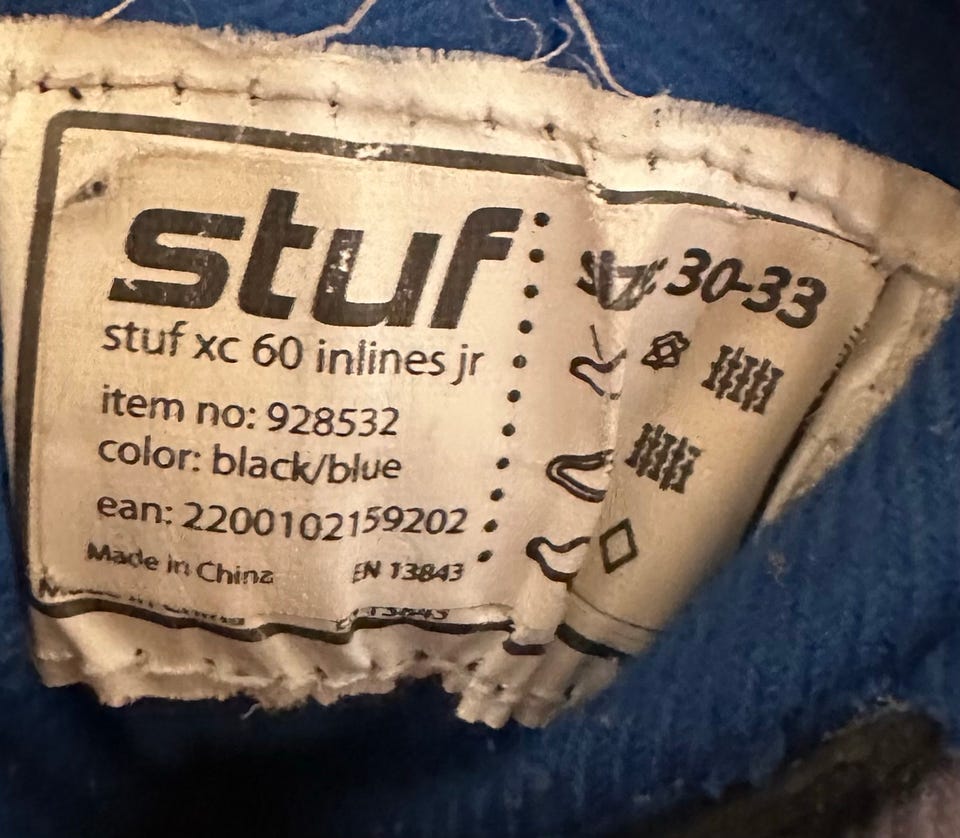 stuf
size 30-33
stuf xc 60 inlines jr
item no: 928532
color: black/blue
ean: 2200102159202
Made in China
EN 13843